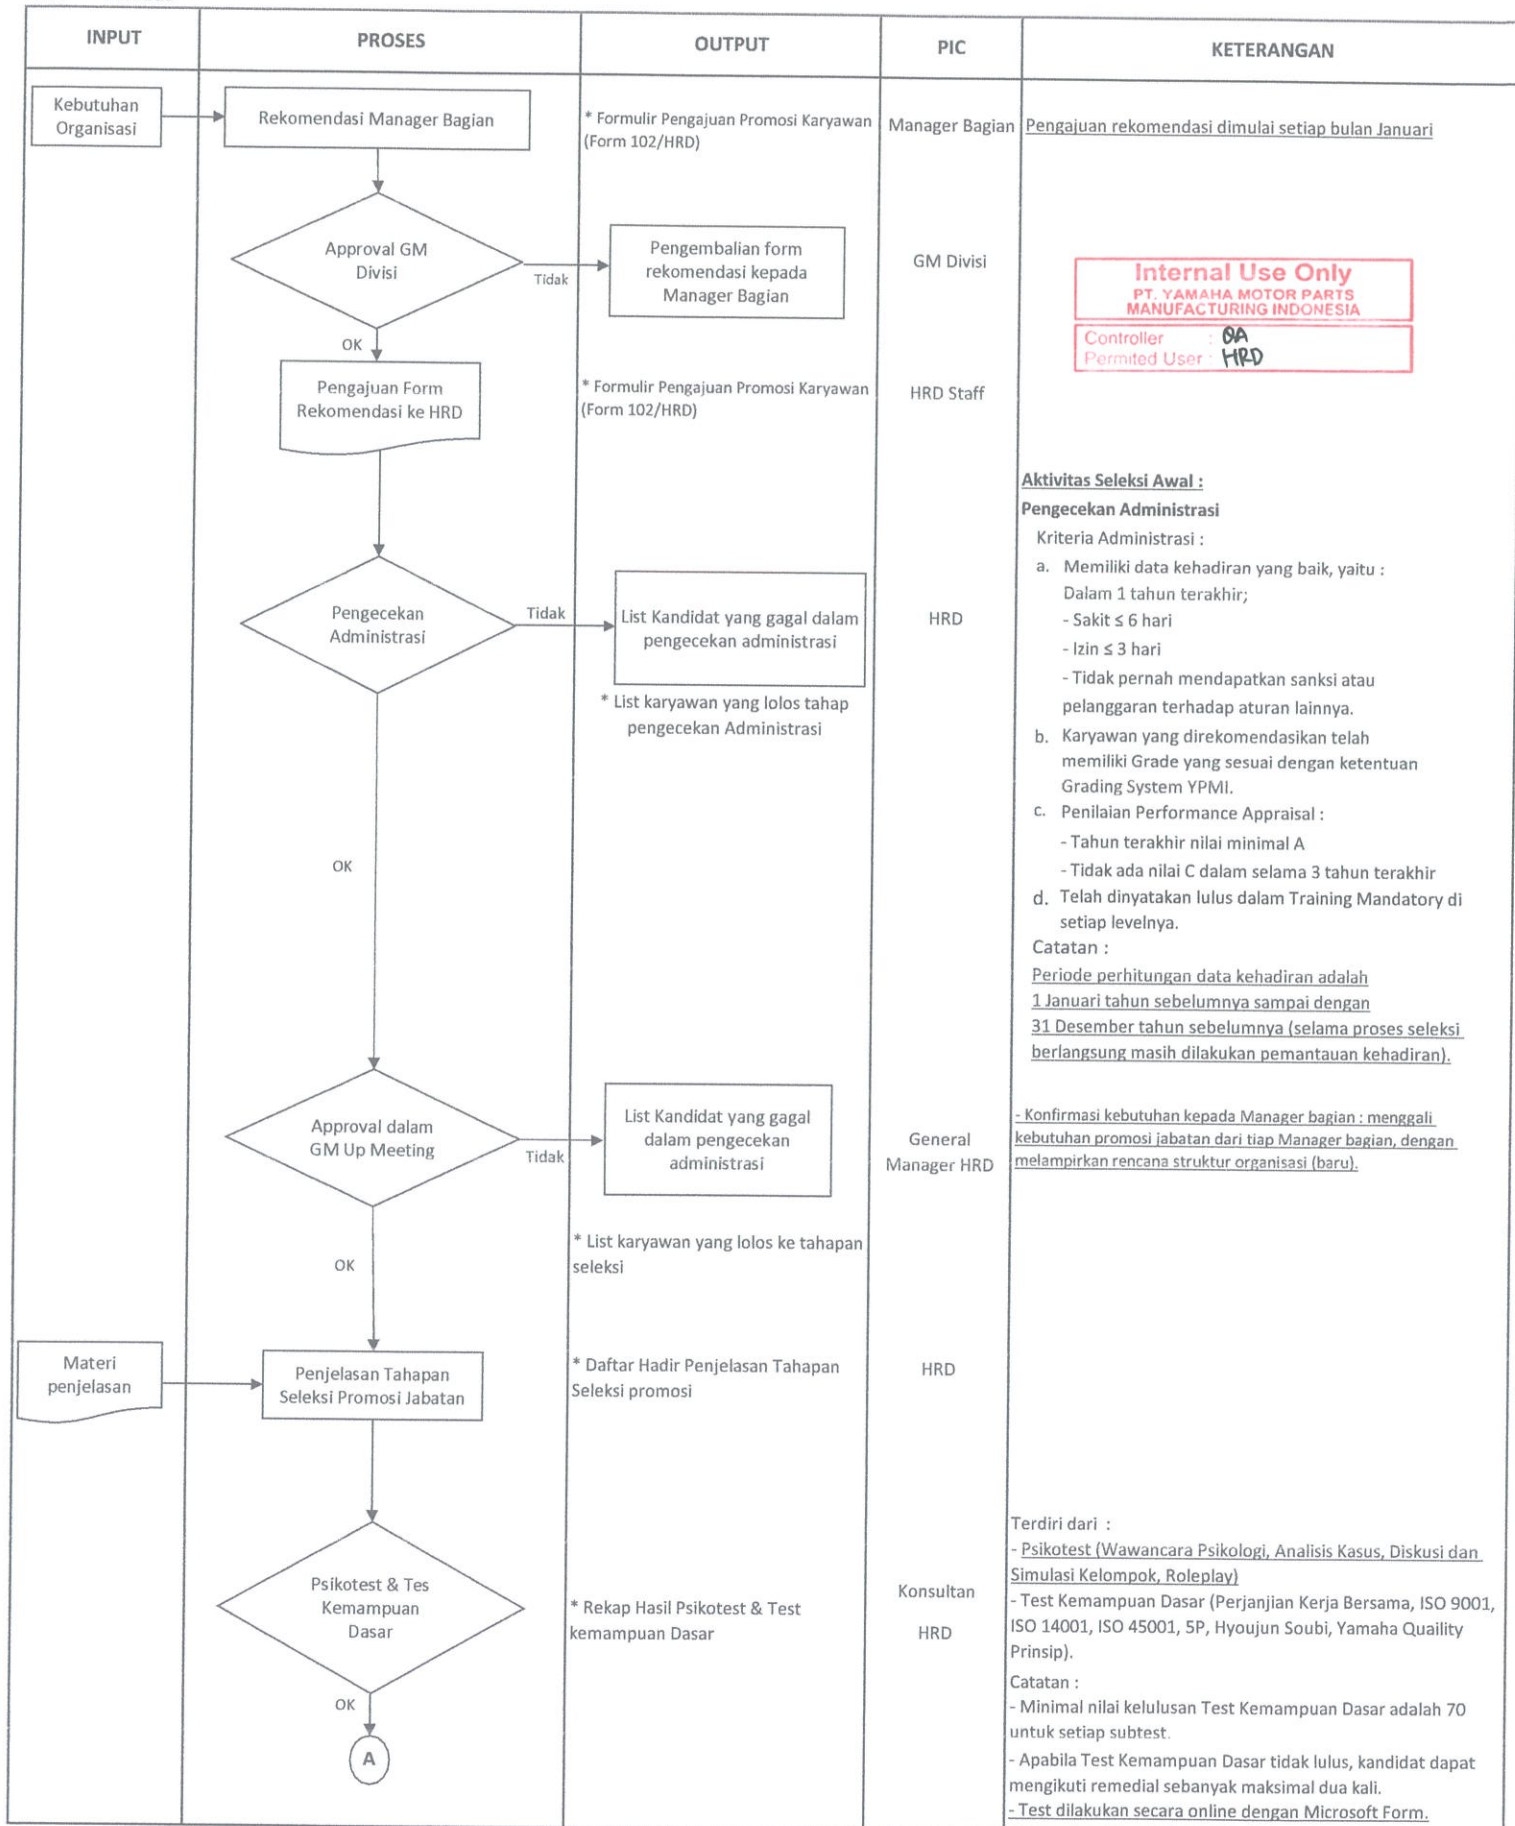 INPUT
PROSES
OUTPUT
PIC
KETERANGAN
Kebutuhan
Organisasi
Rekomendasi Manager Bagian
* Formulir Pengajuan Promosi Karyawan
(Form 102/HRD)
Manager Bagian
Pengajuan rekomendasi dimulai setiap bulan Januari
Approval GM
Divisi
Tidak
Pengembalian form
rekomendasi kepada
Manager Bagian
GM Divisi
Internal Use Only
PT. YAMAHA MOTOR PARTS
MANUFACTURING INDONESIA
Controller : QA
Permited User : HRD
OK
Pengajuan Form
Rekomendasi ke HRD
* Formulir Pengajuan Promosi Karyawan
(Form 102/HRD)
HRD Staff
Aktivitas Seleksi Awal :
Pengecekan Administrasi
Kriteria Administrasi :
a. Memiliki data kehadiran yang baik, yaitu :
Dalam 1 tahun terakhir;
- Sakit ≤ 6 hari
- Izin ≤ 3 hari
- Tidak pernah mendapatkan sanksi atau
pelanggaran terhadap aturan lainnya.
b. Karyawan yang direkomendasikan telah
memiliki Grade yang sesuai dengan ketentuan
Grading System YPMI.
c. Penilaian Performance Appraisal :
- Tahun terakhir nilai minimal A
- Tidak ada nilai C dalam selama 3 tahun terakhir
d. Telah dinyatakan lulus dalam Training Mandatory di
setiap levelnya.
Catatan :
Periode perhitungan data kehadiran adalah
1 Januari tahun sebelumnya sampai dengan
31 Desember tahun sebelumnya (selama proses seleksi
berlangsung masih dilakukan pemantauan kehadiran).
Pengecekan
Administrasi
Tidak
List Kandidat yang gagal dalam
pengecekan administrasi
HRD
* List karyawan yang lolos tahap
pengecekan Administrasi
OK
Approval dalam
GM Up Meeting
Tidak
List Kandidat yang gagal
dalam pengecekan
administrasi
General
Manager HRD
- Konfirmasi kebutuhan kepada Manager bagian : menggali
kebutuhan promosi jabatan dari tiap Manager bagian, dengan
melampirkan rencana struktur organisasi (baru).
* List karyawan yang lolos ke tahapan
seleksi
OK
Materi
penjelasan
Penjelasan Tahapan
Seleksi Promosi Jabatan
* Daftar Hadir Penjelasan Tahapan
Seleksi promosi
HRD
Psikotest & Tes
Kemampuan
Dasar
* Rekap Hasil Psikotest & Test
kemampuan Dasar
Konsultan
HRD
Terdiri dari :
- Psikotest (Wawancara Psikologi, Analisis Kasus, Diskusi dan
Simulasi Kelompok, Roleplay)
- Test Kemampuan Dasar (Perjanjian Kerja Bersama, ISO 9001,
ISO 14001, ISO 45001, 5P, Hyoujun Soubi, Yamaha Quaility
Prinsip).
Catatan :
- Minimal nilai kelulusan Test Kemampuan Dasar adalah 70
untuk setiap subtest.
- Apabila Test Kemampuan Dasar tidak lulus, kandidat dapat
mengikuti remedial sebanyak maksimal dua kali.
- Test dilakukan secara online dengan Microsoft Form.
OK
A